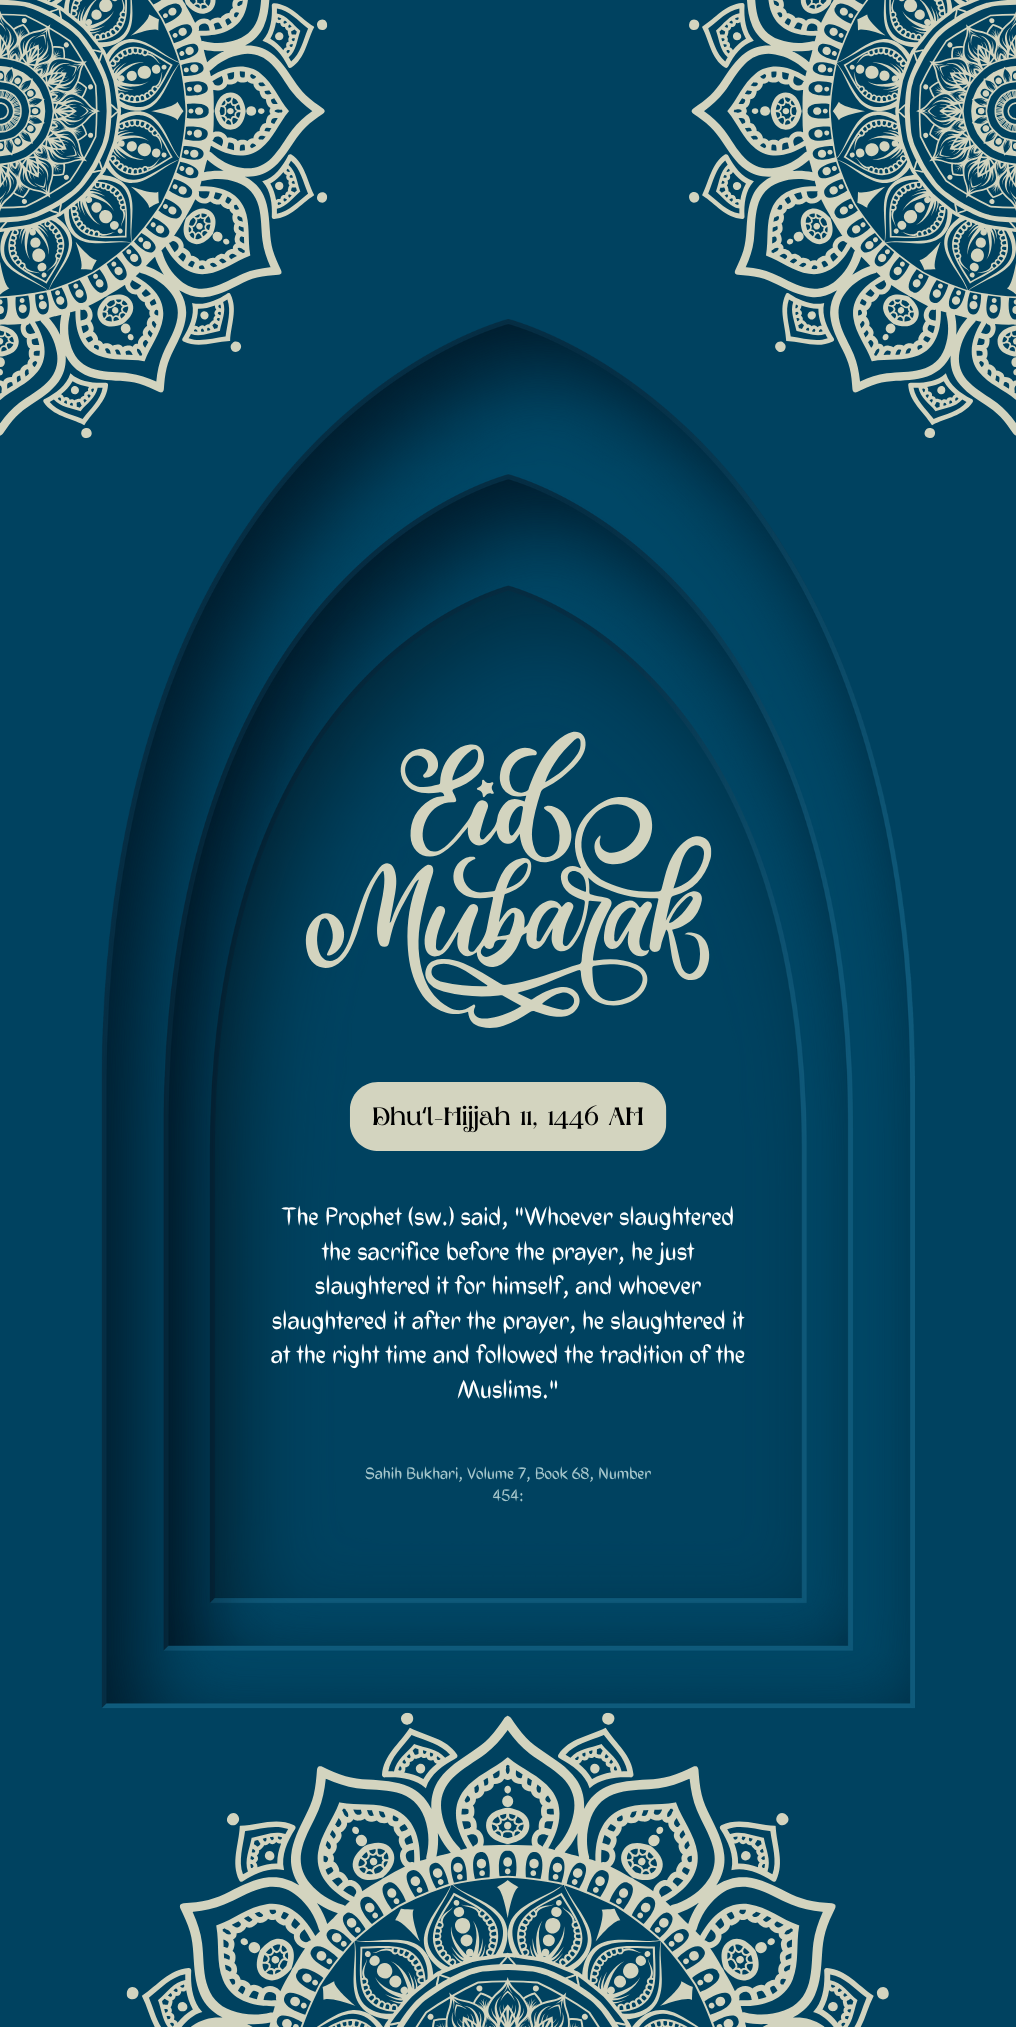 Eid
Mubarak
Dhu'l-Hijjah 11, 1446 AH
The Prophet (sw.) said, "Whoever slaughtered
the sacrifice before the prayer, he just
slaughtered it for himself, and whoever
slaughtered it after the prayer, he slaughtered it
at the right time and followed the tradition of the
Muslims."
Sahih Bukhari, Volume 7, Book 68, Number
454: